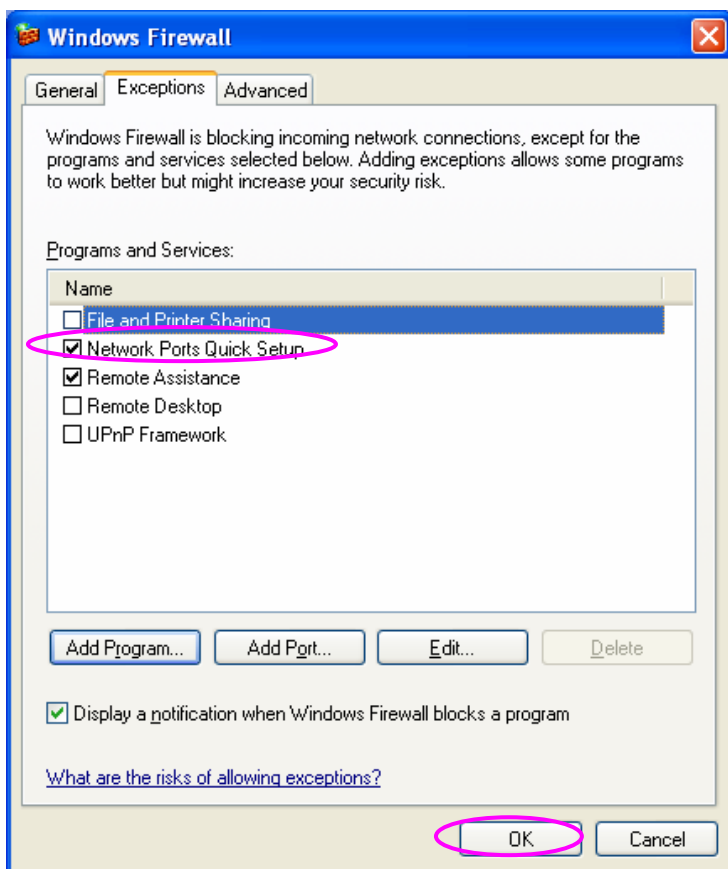 Windows Firewall
General Exceptions Advanced
Windows Firewall is blocking incoming network connections, except for the
programs and services selected below. Adding exceptions allows some programs
to work better but might increase your security risk.
Programs and Services:
Name
File and Printer Sharing
Network Ports Quick Setup
Remote Assistance
Remote Desktop
UPnP Framework
Add Program... Add Port... Edit... Delete
Display a notification when Windows Firewall blocks a program
What are the risks of allowing exceptions?
OK Cancel